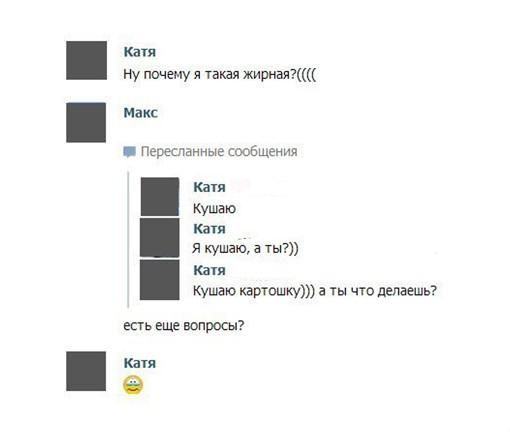 Катя
Ну почему я такая жирная?((((
Макс
Пересланные сообщения
Катя
Кушаю
Катя
Я кушаю, а ты?))
Катя
Кушаю картошку))) а ты что делаешь?
есть еще вопросы?
Катя